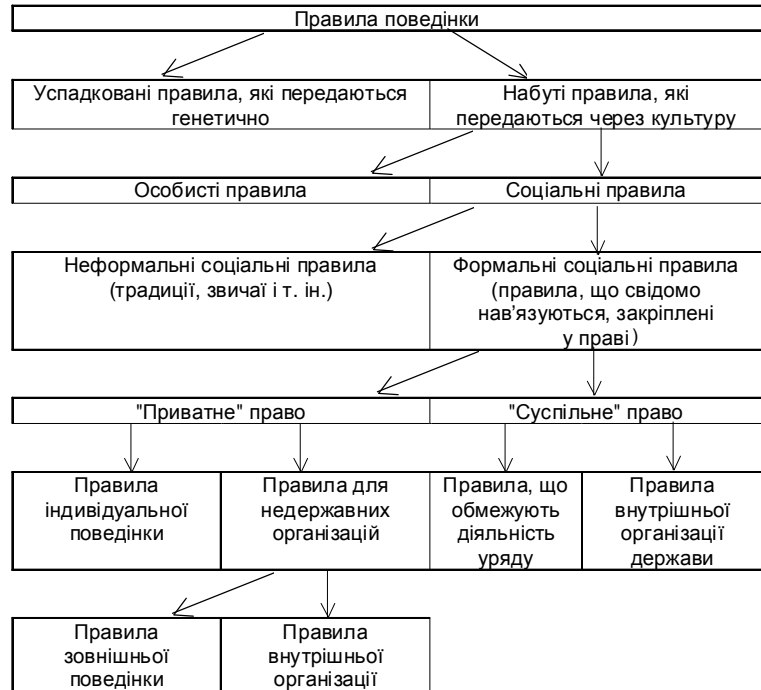 Правила поведінки
Успадковані правила, які передаються
генетично
Набуті правила, які
передаються через культуру
Особисті правила
Соціальні правила
Неформальні соціальні правила
(традиції, звичаї і т. ін.)
Формальні соціальні правила
(правила, що свідомо
нав’язуються, закріплені
у праві)
"Приватне" право
"Суспільне" право
Правила
індивідуальної
поведінки
Правила для
недержавних
організацій
Правила, що
обмежують
діяльність
уряду
Правила
внутрішньої
організації
держави
Правила
зовнішньої
поведінки
Правила
внутрішньої
організації